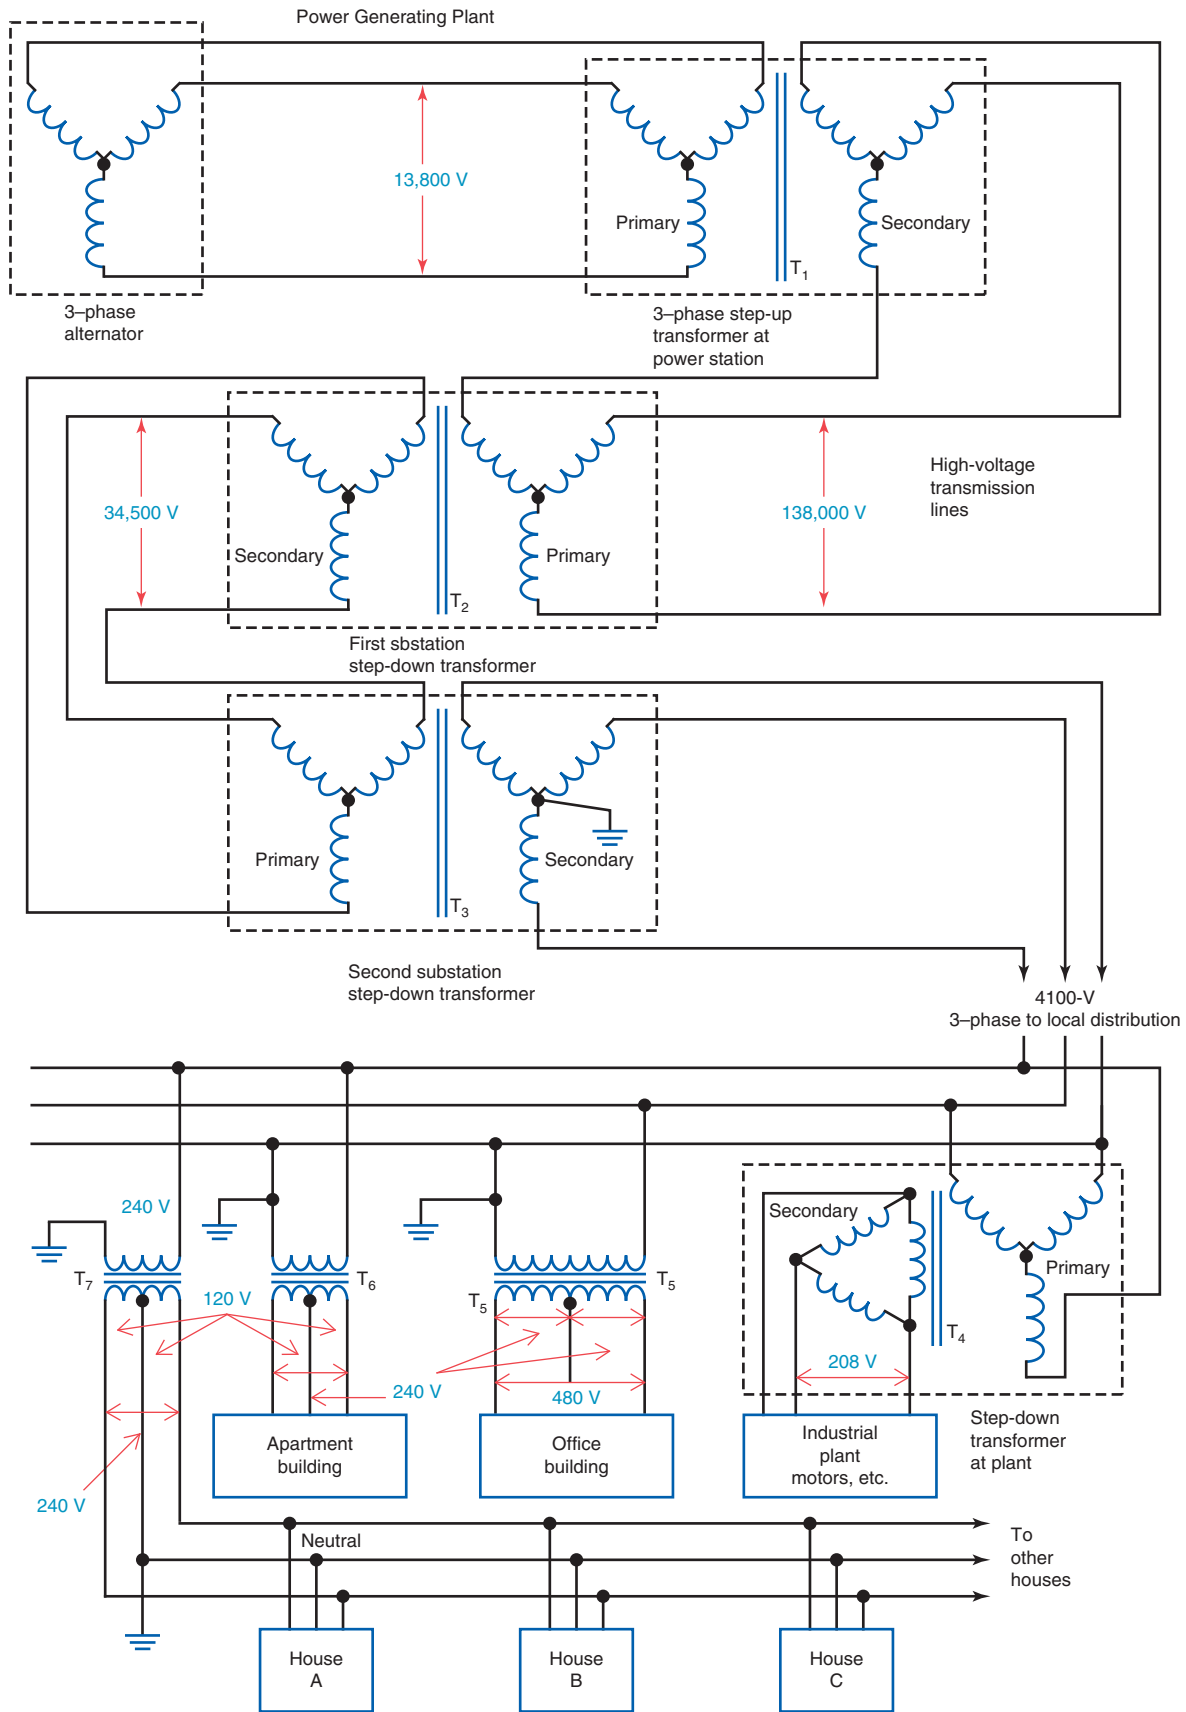 Power Generating Plant
13,800 V
Primary
Secondary
T1
3–phase
alternator
3–phase step-up
transformer at
power station
34,500 V
Secondary
Primary
T2
138,000 V
High-voltage
transmission
lines
First sbstation
step-down transformer
Primary
Secondary
T3
Second substation
step-down transformer
4100-V
3–phase to local distribution
240 V
T7
120 V
T6
T5
T5
240 V
480 V
Secondary
Primary
T4
208 V
Step-down
transformer
at plant
Apartment
building
Office
building
Industrial
plant
motors, etc.
240 V
Neutral
To
other
houses
House
A
House
B
House
C